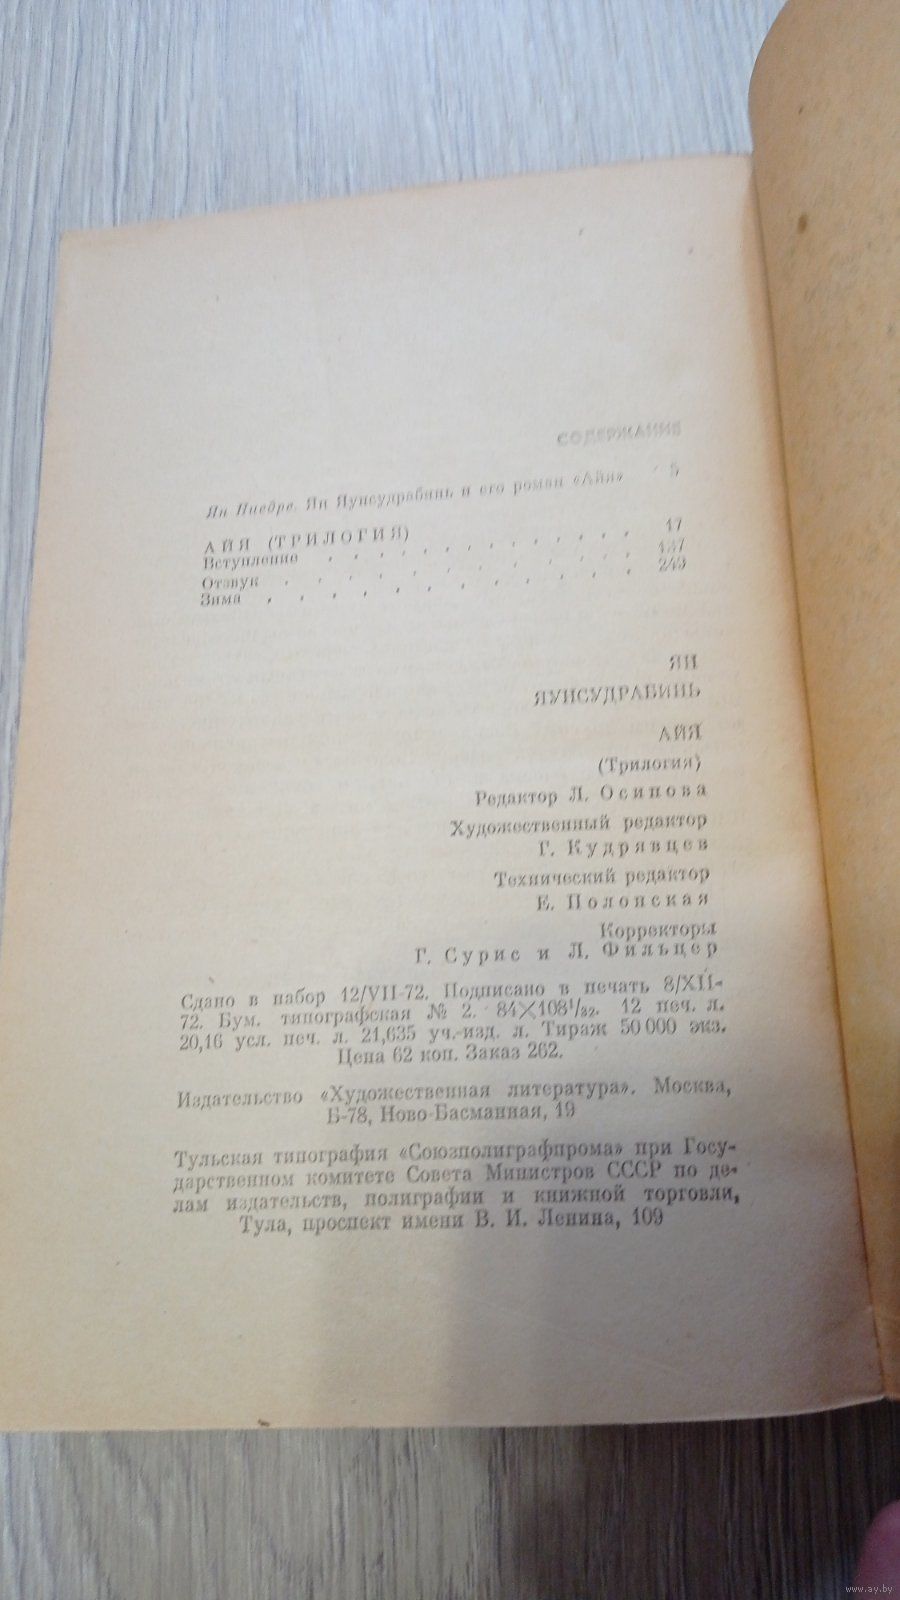 СОДЕРЖАНИЕ
Ян Ниедре. Ян Яунсудрабинь и его роман «Айя» 5
АЙЯ (ТРИЛОГИЯ)
Вступление . . . . . . . . . . . 17
Отзвук . . . . . . . . . . . . 137
Зима . . . . . . . . . . . . 249
ЯН
ЯУНСУДРАБИНЬ
АЙЯ
(Трилогия)
Редактор Л. Осипова
Художественный редактор
Г. Кудрявцев
Технический редактор
Е. Полонская
Корректоры
Г. Сурис и Л. Фильцер
Сдано в набор 12/VII-72. Подписано в печать 8/XII-
72. Бум. типографская № 2. 84×108¹/₃₂. 12 печ. л.
20,16 усл. печ. л. 21,635 уч.-изд. л. Тираж 50 000 экз.
Цена 62 коп. Заказ 262.
Издательство «Художественная литература». Москва,
Б-78, Ново-Басманная, 19
Тульская типография «Союзполиграфпрома» при Госу-
дарственном комитете Совета Министров СССР по де-
лам издательств, полиграфии и книжной торговли,
Тула, проспект имени В. И. Ленина, 109
www.ay.by